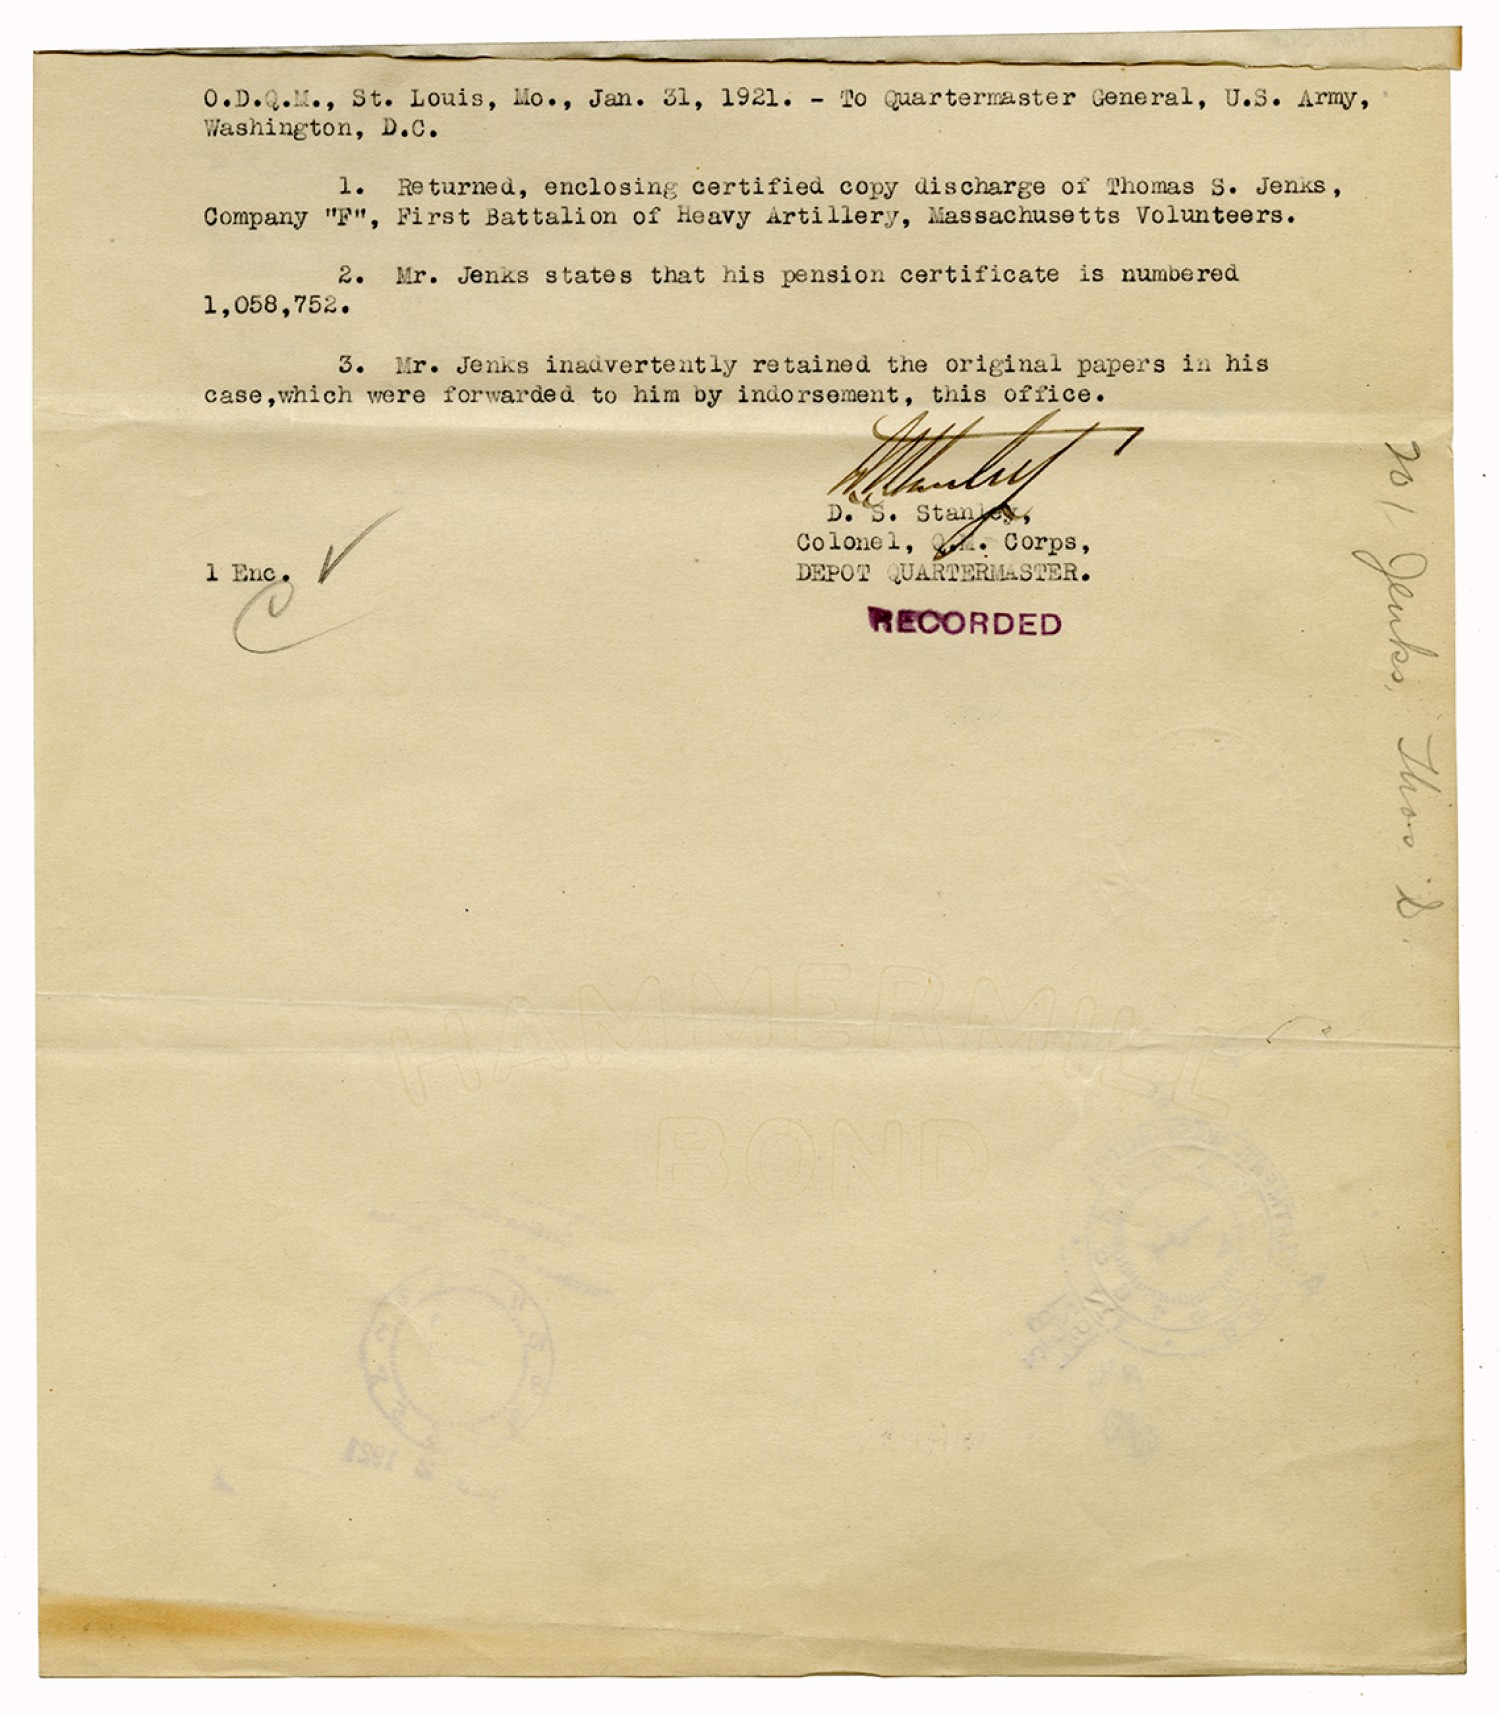 O.D.Q.M., St. Louis, Mo., Jan. 31, 1921. - To Quartermaster General, U.S. Army,
Washington, D.C.
1. Returned, enclosing certified copy discharge of Thomas S. Jenks,
Company "F", First Battalion of Heavy Artillery, Massachusetts Volunteers.
2. Mr. Jenks states that his pension certificate is numbered
1,058,752.
3. Mr. Jenks inadvertently retained the original papers in his
case,which were forwarded to him by indorsement, this office.
D. S. Stanley,
Colonel, Q.M. Corps,
1 Enc.
DEPOT QUARTERMASTER.
RECORDED
201 Jenks, Thos S.
HAMMERMILL
BOND
1921